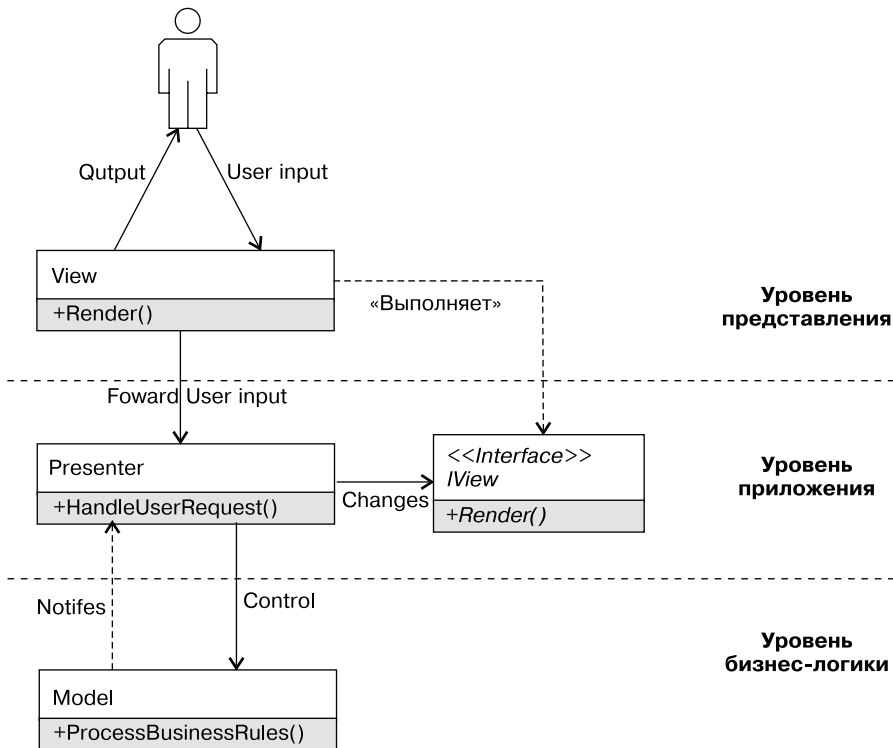 Qutput
User input
View
+Render()
«Выполняет»
Уровень
представления
Foward User input
Presenter
+HandleUserRequest()
Changes
<<Interface>>
IView
+Render()
Уровень
приложения
Notifes
Control
Уровень
бизнес-логики
Model
+ProcessBusinessRules()